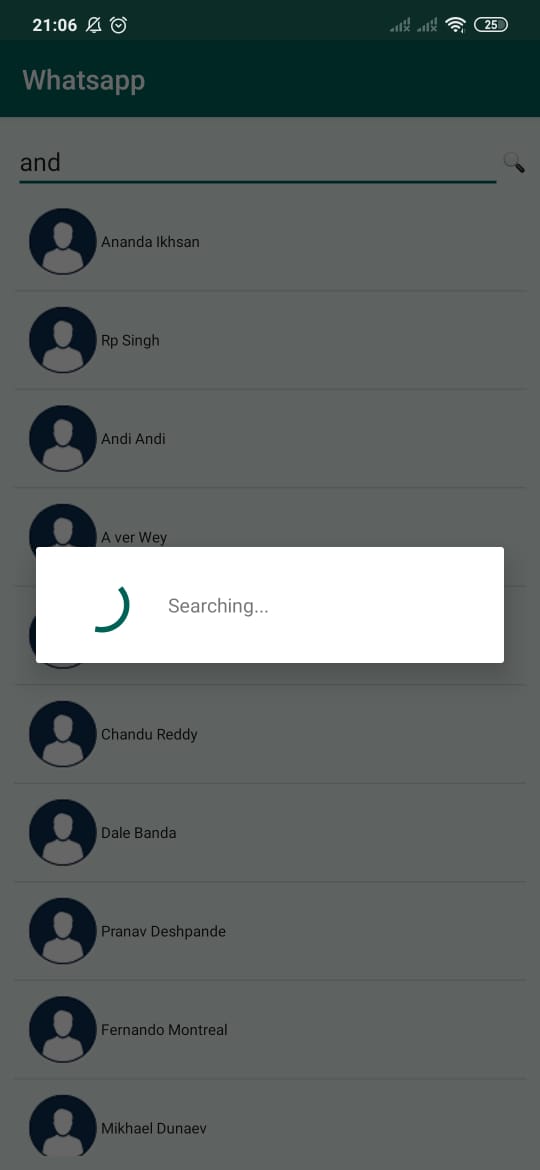 21:06
25
Whatsapp
and
Ananda Ikhsan
Rp Singh
Andi Andi
A ver Wey
Searching...
Chandu Reddy
Dale Banda
Pranav Deshpande
Fernando Montreal
Mikhael Dunaev